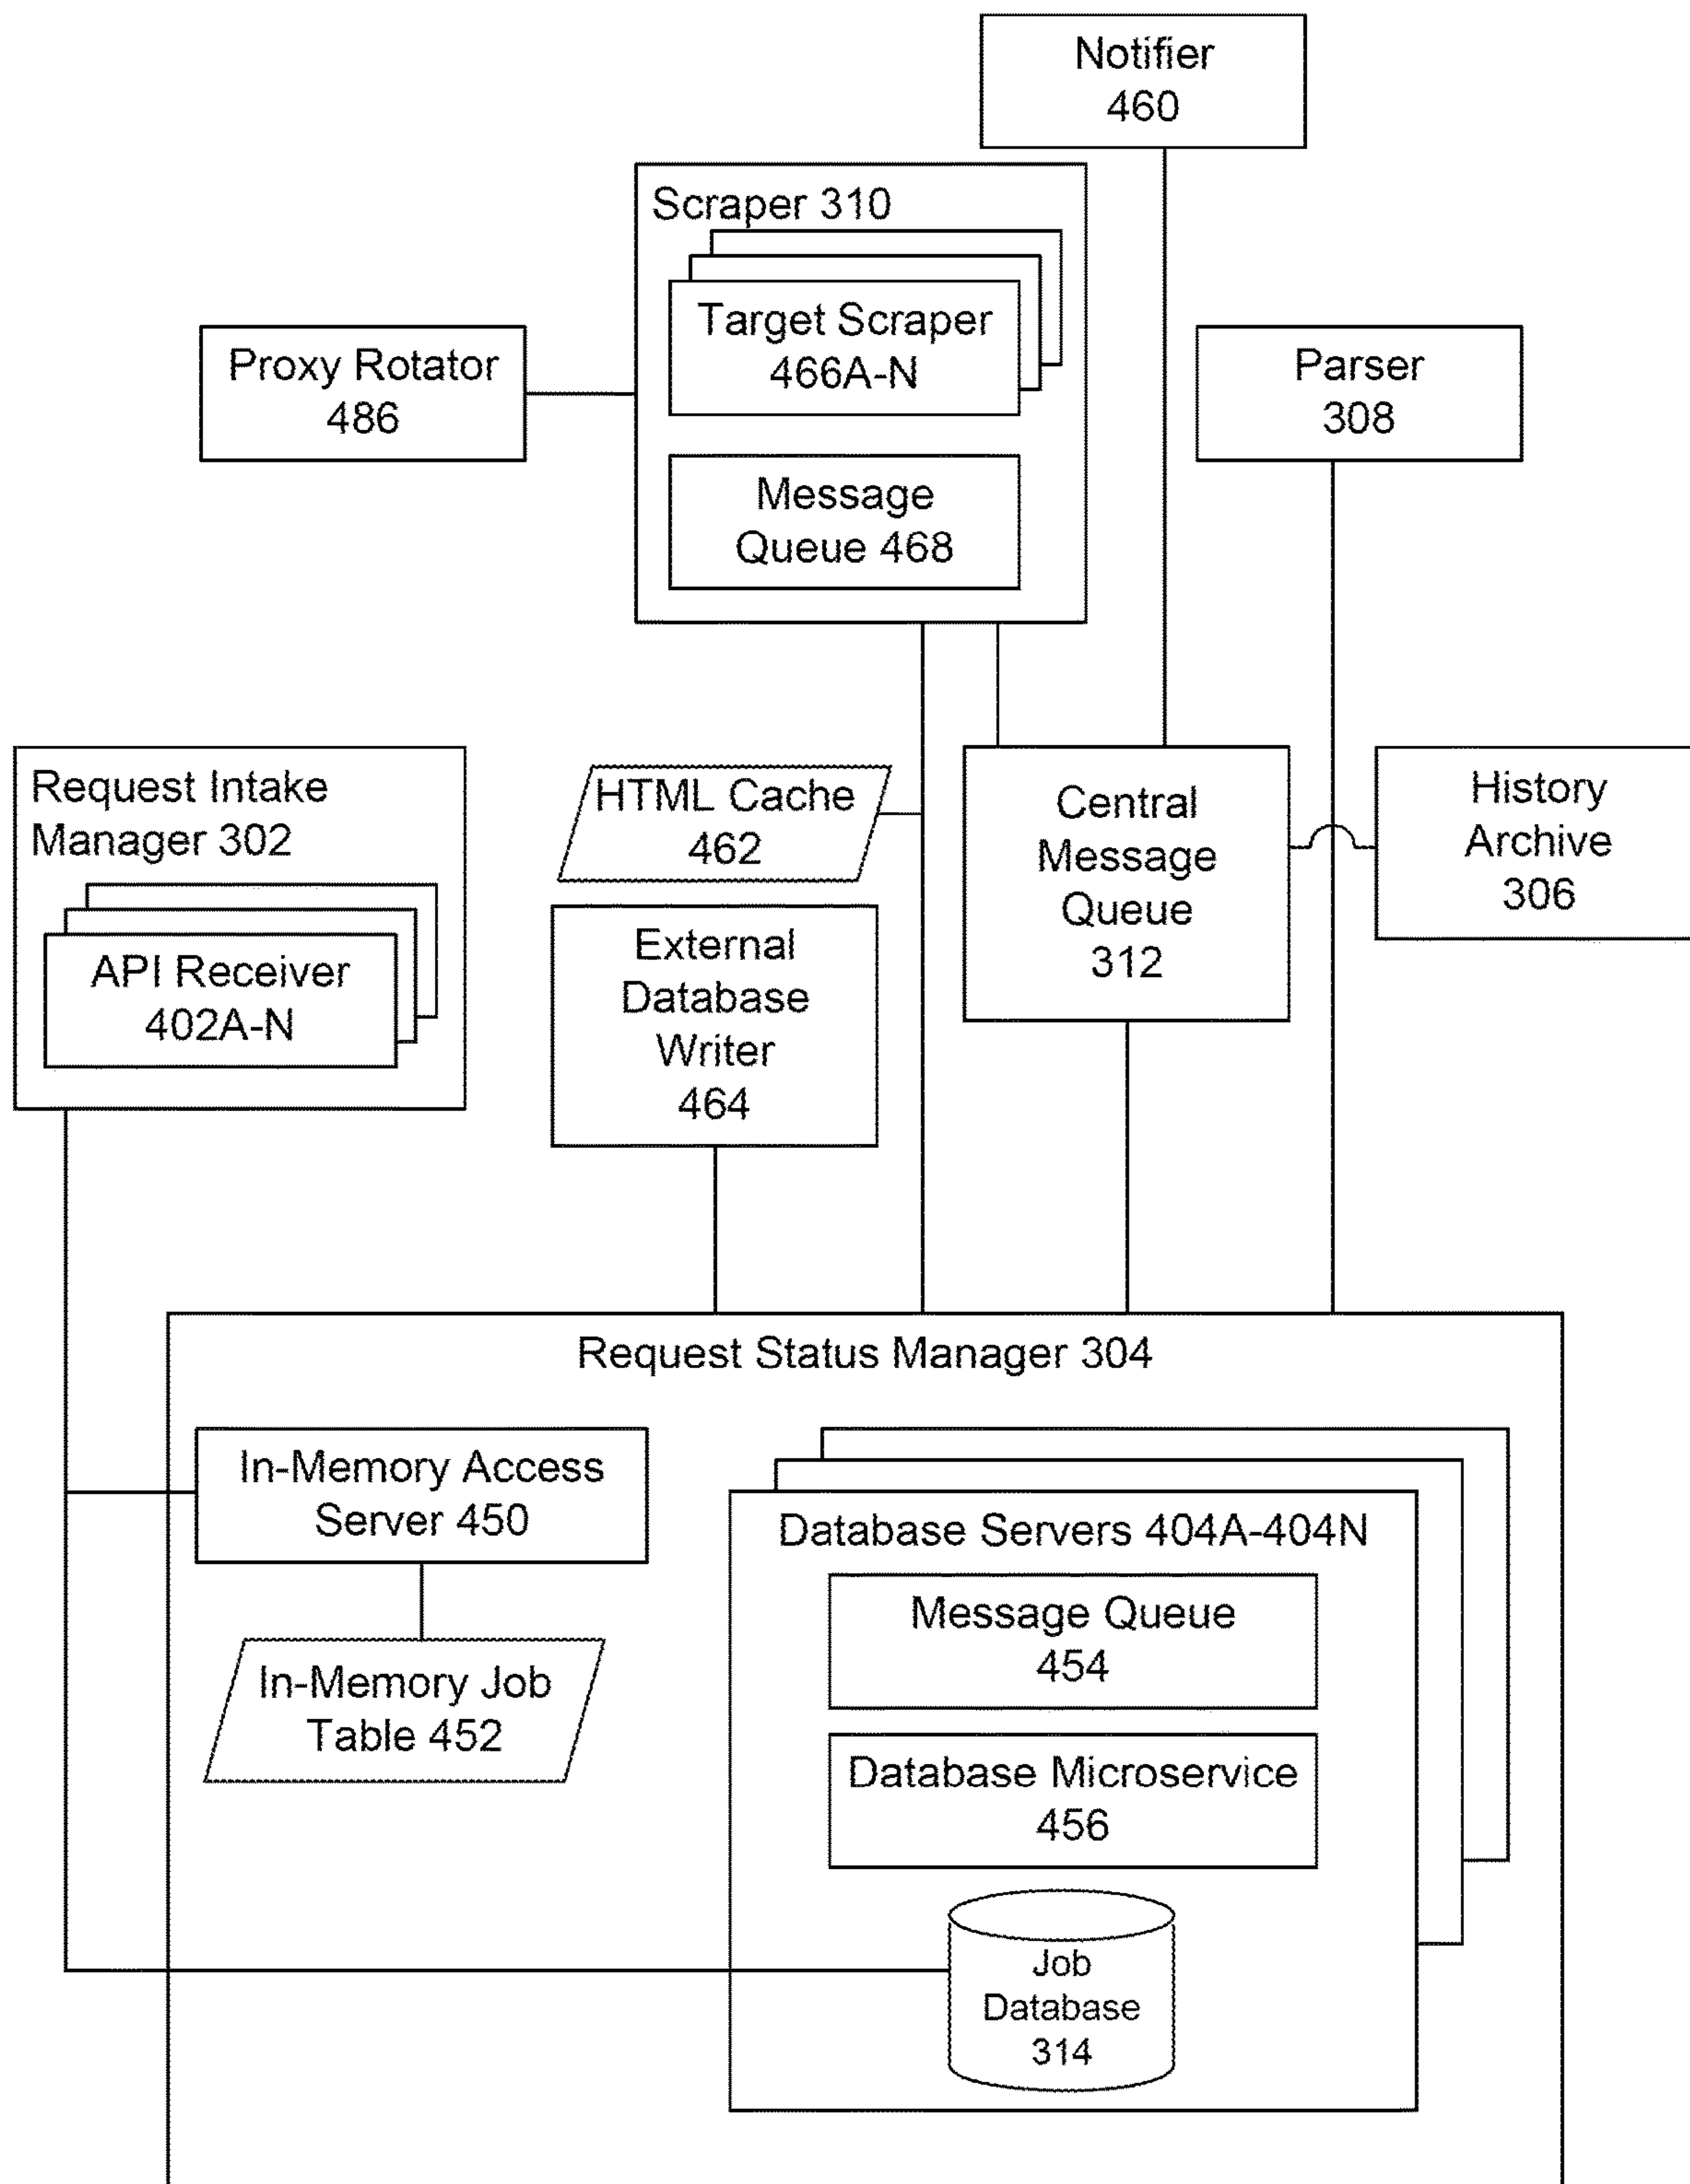 Notifier
460
Scraper 310
Target Scraper
466A-N
Proxy Rotator
486
Parser
308
Message
Queue 468
Request Intake
Manager 302
API Receiver
402A-N
HTML Cache
462
External
Database
Writer
464
Central
Message
Queue
312
History
Archive
306
Request Status Manager 304
In-Memory Access
Server 450
In-Memory Job
Table 452
Database Servers 404A-404N
Message Queue
454
Database Microservice
456
Job
Database
314